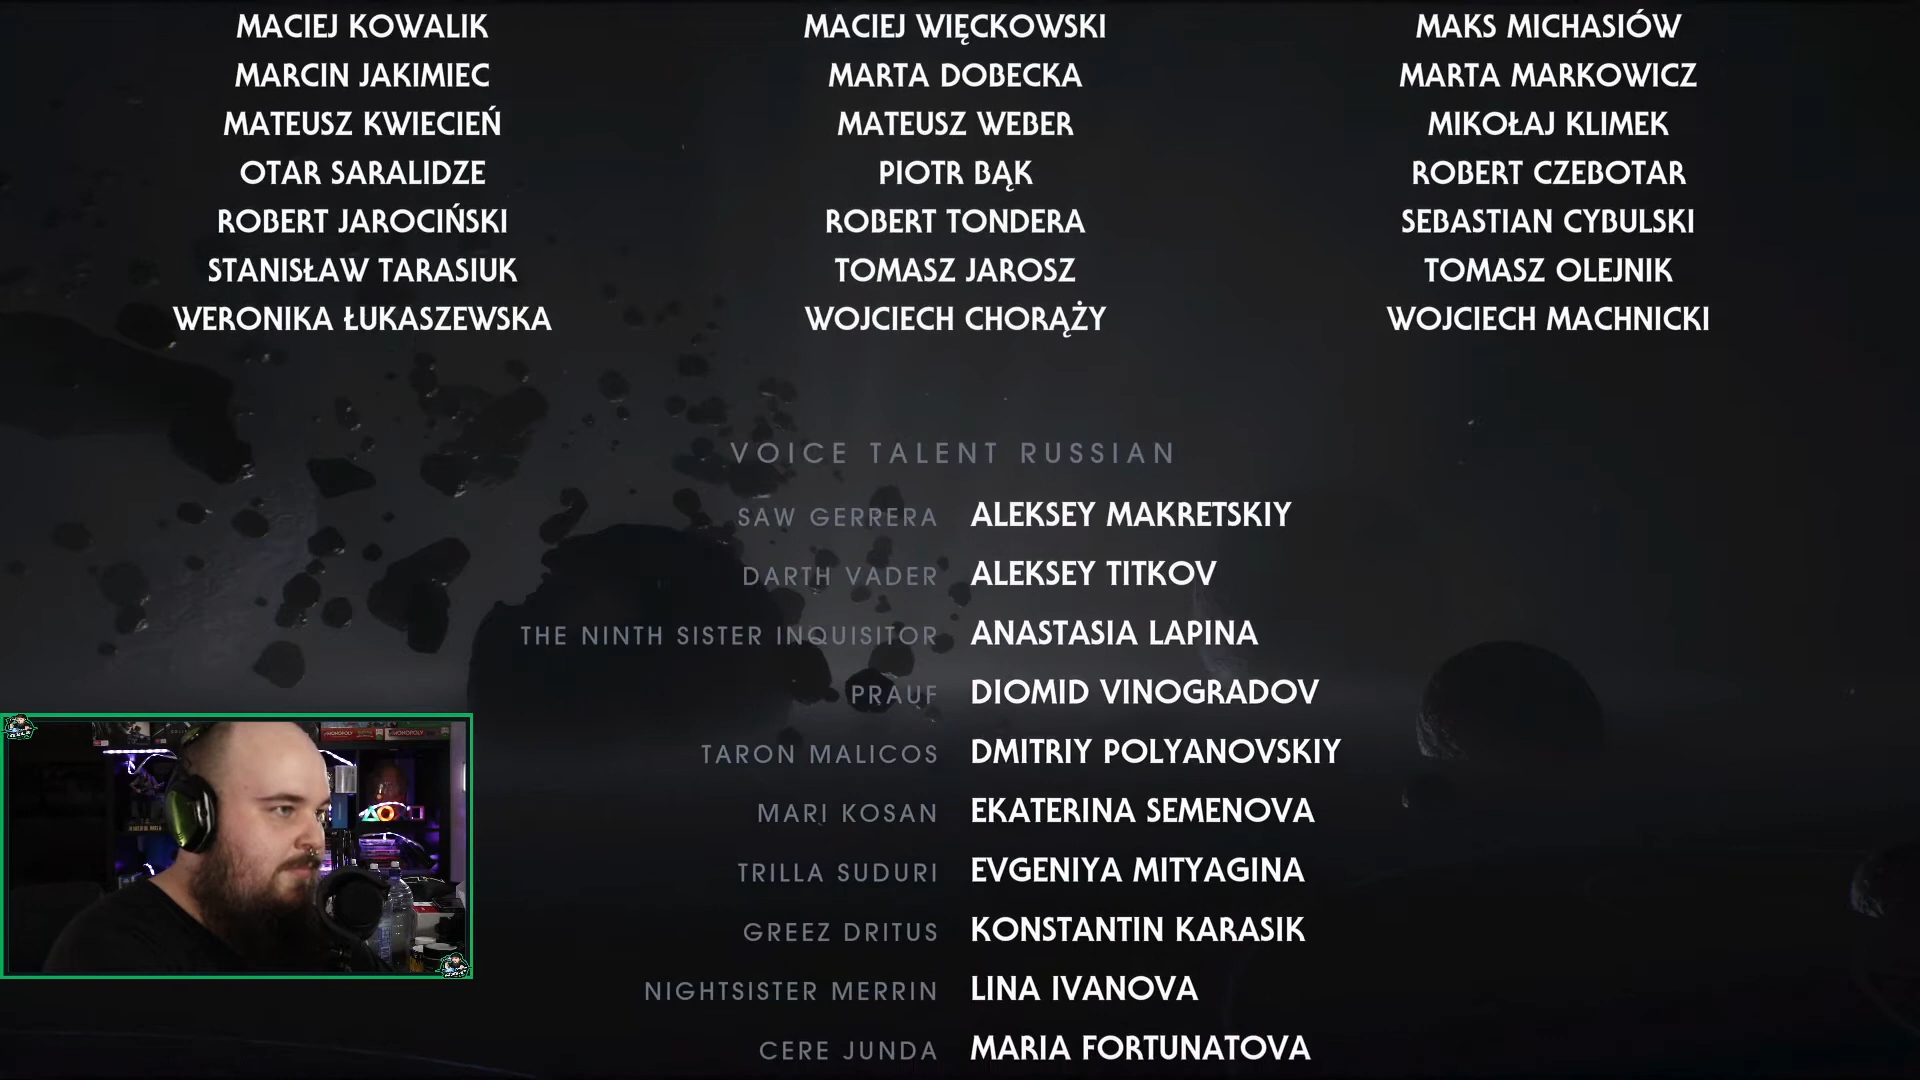 MACIEJ KOWALIK MACIEJ WIĘCKOWSKI MAKS MICHASIÓW
MARCIN JAKIMIEC MARTA DOBECKA MARTA MARKOWICZ
MATEUSZ KWIECIEŃ MATEUSZ WEBER MIKOŁAJ KLIMEK
OTAR SARALIDZE PIOTR BĄK ROBERT CZEBOTAR
ROBERT JAROCIŃSKI ROBERT TONDERA SEBASTIAN CYBULSKI
STANISŁAW TARASIUK TOMASZ JAROSZ TOMASZ OLEJNIK
WERONIKA ŁUKASZEWSKA WOJCIECH CHORĄŻY WOJCIECH MACHNICKI
VOICE TALENT RUSSIAN
SAW GERRERA ALEKSEY MAKRETSKIY
DARTH VADER ALEKSEY TITKOV
THE NINTH SISTER INQUISITOR ANASTASIA LAPINA
PRAUF DIOMID VINOGRADOV
TARON MALICOS DMITRIY POLYANOVSKIY
MARI KOSAN EKATERINA SEMENOVA
TRILLA SUDURI EVGENIYA MITYAGINA
GREEZ DRITUS KONSTANTIN KARASIK
NIGHTSISTER MERRIN LINA IVANOVA
CERE JUNDA MARIA FORTUNATOVA
MONOPOLY MONOPOLY